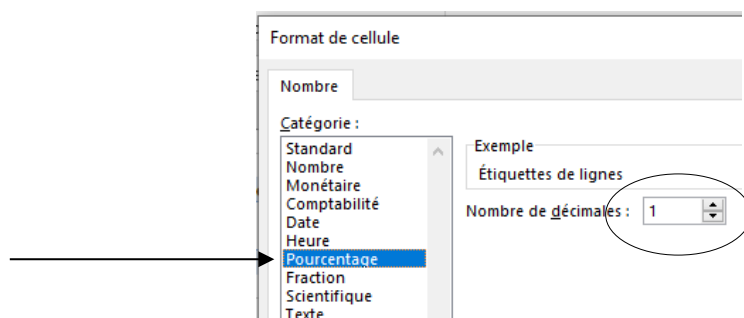 Format de cellule
Nombre
Catégorie :
Standard
Nombre
Monétaire
Comptabilité
Date
Heure
Pourcentage
Fraction
Scientifique
Texte
Exemple
Étiquettes de lignes
Nombre de décimales : 1